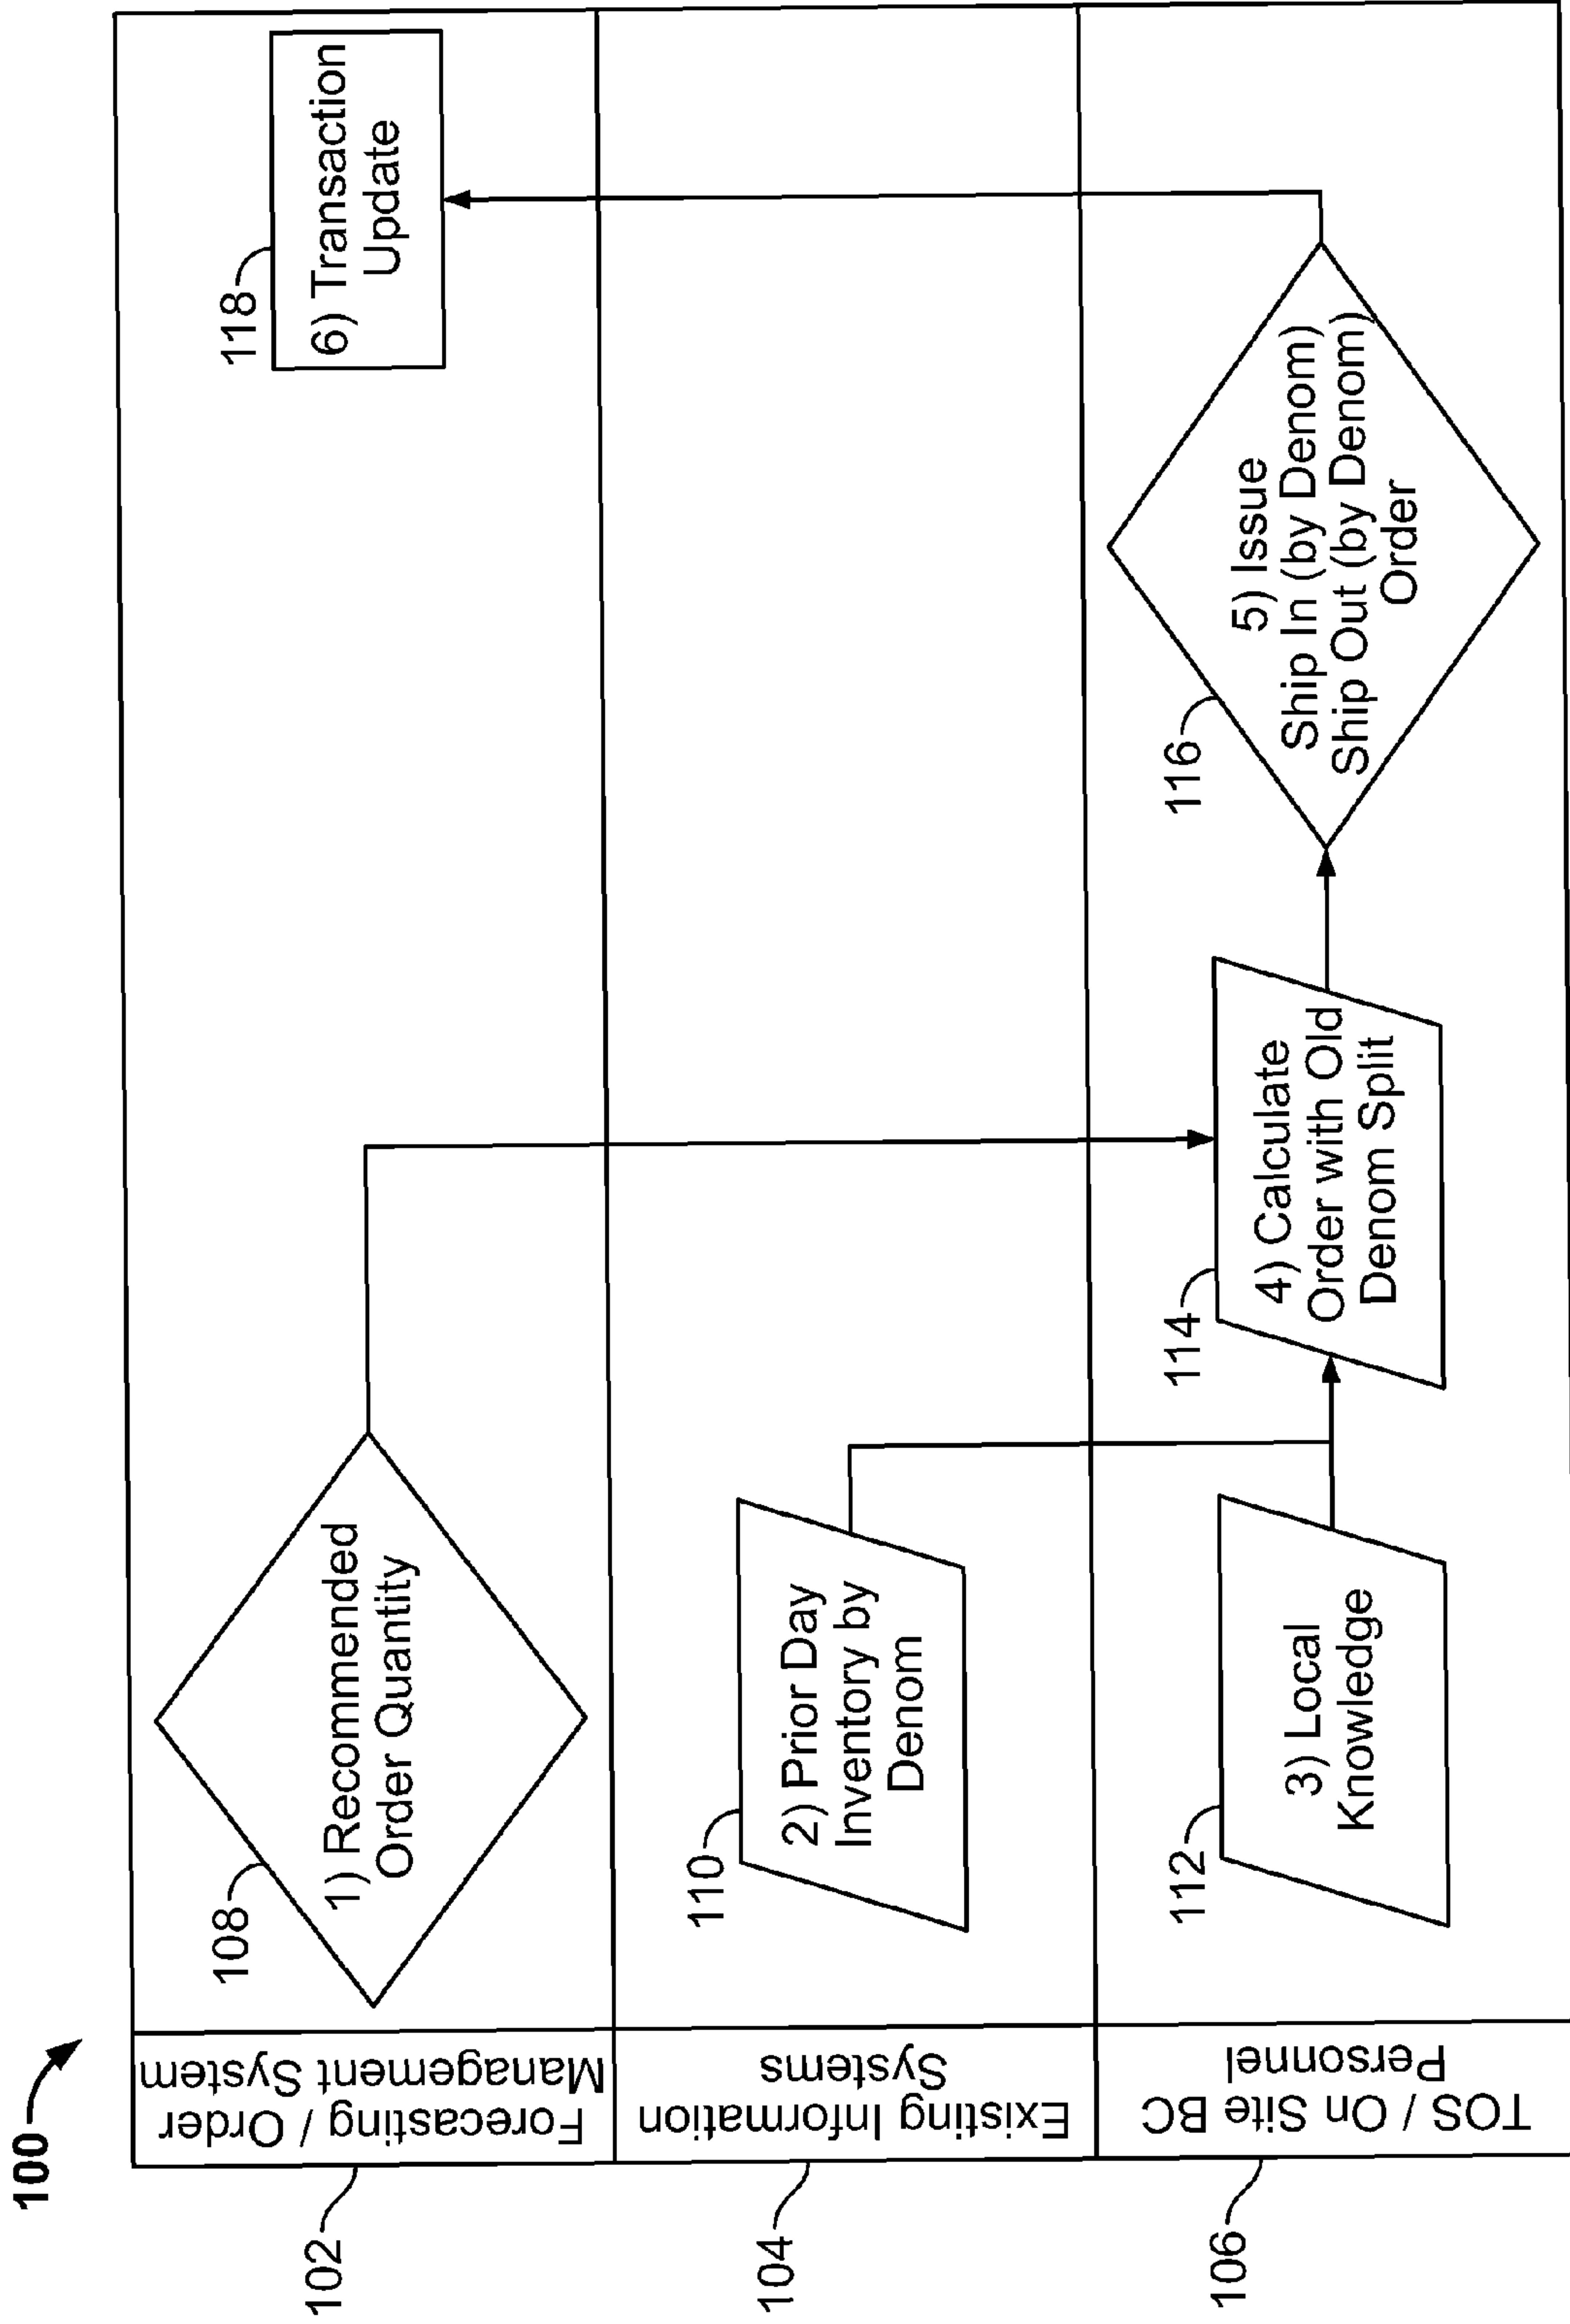 100
102
Forecasting / Order
Management System
108
1) Recommended
Order Quantity
118
6) Transaction
Update
104
Existing Information
Systems
110
2) Prior Day
Inventory by
Denom
106
TOS / On Site BC
Personnel
112
3) Local
Knowledge
114
4) Calculate
Order with Old
Denom Split
116
5) Issue
Ship In (by Denom)
Ship Out (by Denom)
Order